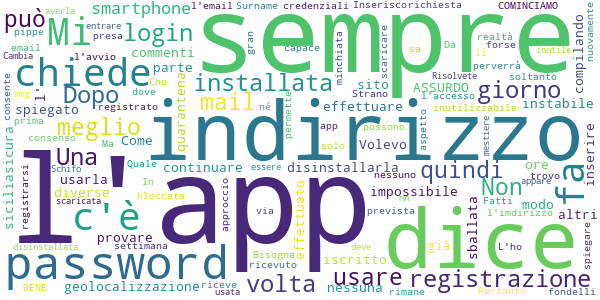 può smartphone l'email Surname credenziali Inseriscorichiesta COMINCIAMO
averla entrare presa login gran sempre Da realtà forse nuovamente
pippe Mi commenti capace minchiata sa li inutile
email Cambia l'avvio parte perverrà compilando
chiede installata sito scaricare Strano Risolvete soltanto
Dopo Che quarantena mail ASSURDO giorno
consente l' spiegato dove né permette effettuare l'accesso inutilizzabile instabile
prima registrato indirizzo
meglio Come app possono mestiere inserire
consenso Ma solo Volevo aspetto
siciliasicura Una Quale continuare disinstallarla nessuno quindi ore fa
registrarsi Schifo usarla In essere impossibile Non trovo appare
scaricata diverse bloccata l'app via prevista nn Fatti l'imdirizzo
c'è approccio effettuato iscritto modo altri
msg provare dice sballata L'ho spiegare
settimana già
disinstallata password Bisogna deve
BENE geolocalizzazione riceve volta ricevuto usare registrazione
usata nessuna rimane Pertanto fondelli